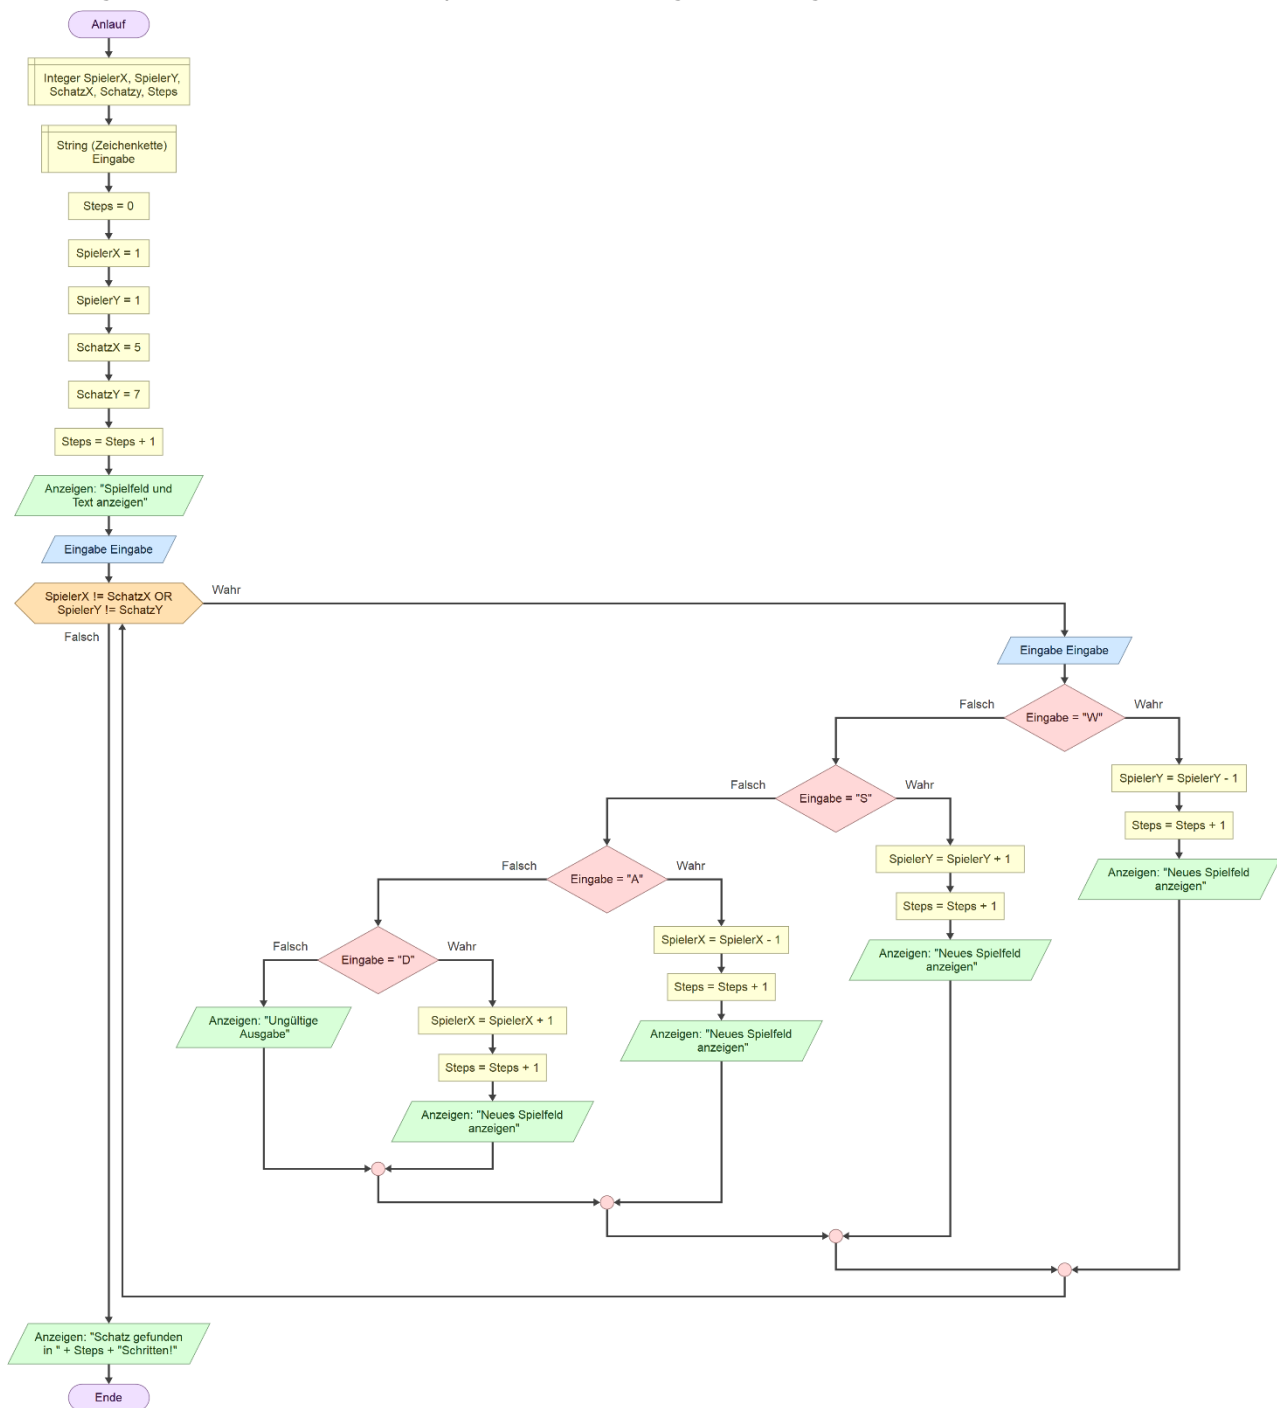 Anlauf
Integer SpielerX, SpielerY,
SchatzX, Schatzy, Steps
String (Zeichenkette)
Eingabe
Steps = 0
SpielerX = 1
SpielerY = 1
SchatzX = 5
SchatzY = 7
Steps = Steps + 1
Anzeigen: "Spielfeld und
Text anzeigen"
Eingabe Eingabe
SpielerX != SchatzX OR
SpielerY != SchatzY
Wahr
Falsch
Eingabe Eingabe
Eingabe = "W"
Falsch
Wahr
SpielerY = SpielerY - 1
Steps = Steps + 1
Anzeigen: "Neues Spielfeld
anzeigen"
Eingabe = "S"
Falsch
Wahr
SpielerY = SpielerY + 1
Steps = Steps + 1
Anzeigen: "Neues Spielfeld
anzeigen"
Eingabe = "A"
Falsch
Wahr
SpielerX = SpielerX - 1
Steps = Steps + 1
Anzeigen: "Neues Spielfeld
anzeigen"
Eingabe = "D"
Falsch
Wahr
Anzeigen: "Ungültige
Ausgabe"
SpielerX = SpielerX + 1
Steps = Steps + 1
Anzeigen: "Neues Spielfeld
anzeigen"
Anzeigen: "Schatz gefunden
in " + Steps + "Schritten!"
Ende